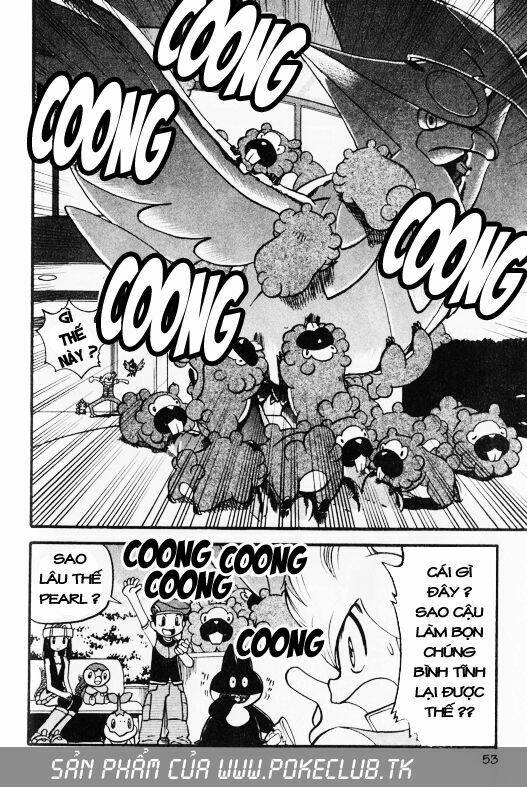 COONG
COONG
COONG
COONG
GÌ
THẾ
NÀY ?
SAO
LÂU THẾ
PEARL ?
COONG
COONG
COONG
COONG
CÁI GÌ
ĐÂY ?
SAO CẬU
LÀM BỌN
CHÚNG
BÌNH TĨNH
LẠI ĐƯỢC
THẾ ??
53
SẢN PHẨM CỦA WWW.POKECLUB.TK